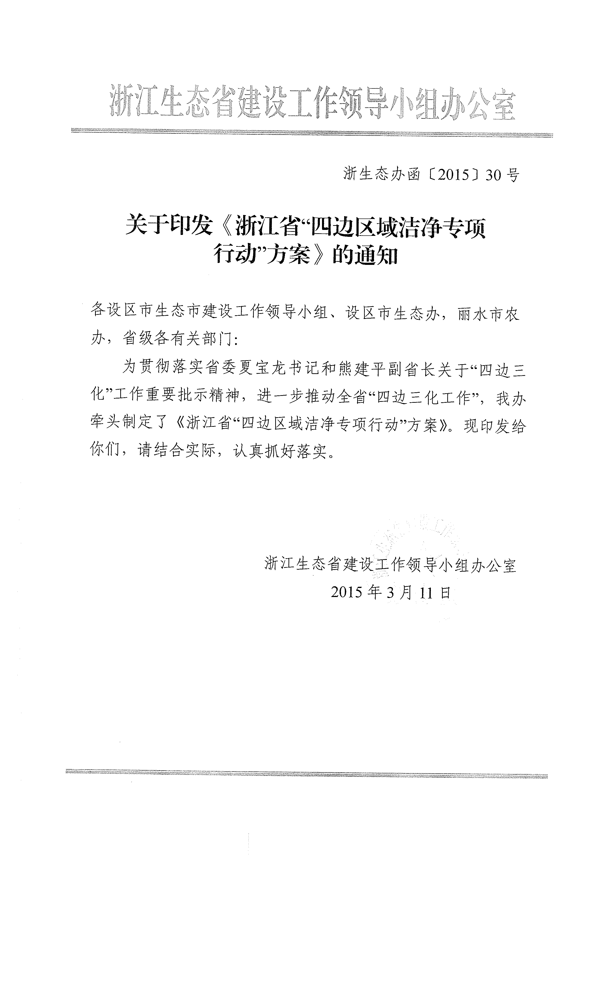 浙江生态省建设工作领导小组办公室
浙生态办函〔2015〕30 号
关于印发《浙江省“四边区域洁净专项
行动”方案》的通知
各设区市生态市建设工作领导小组、设区市生态办，丽水市农
办，省级各有关部门：
为贯彻落实省委夏宝龙书记和熊建平副省长关于“四边三
化”工作重要批示精神，进一步推动全省“四边三化工作”，我办
牵头制定了《浙江省“四边区域洁净专项行动”方案》。现印发给
你们，请结合实际，认真抓好落实。
浙江生态省建设工作领导小组办公室
2015 年 3 月 11 日